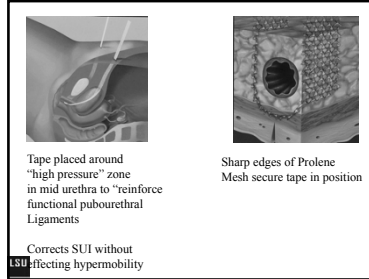 Tape placed around
“high pressure” zone
in mid urethra to “reinforce
functional pubourethral
Ligaments
Corrects SUI without
effecting hypermobility
Sharp edges of Prolene
Mesh secure tape in position
LSU